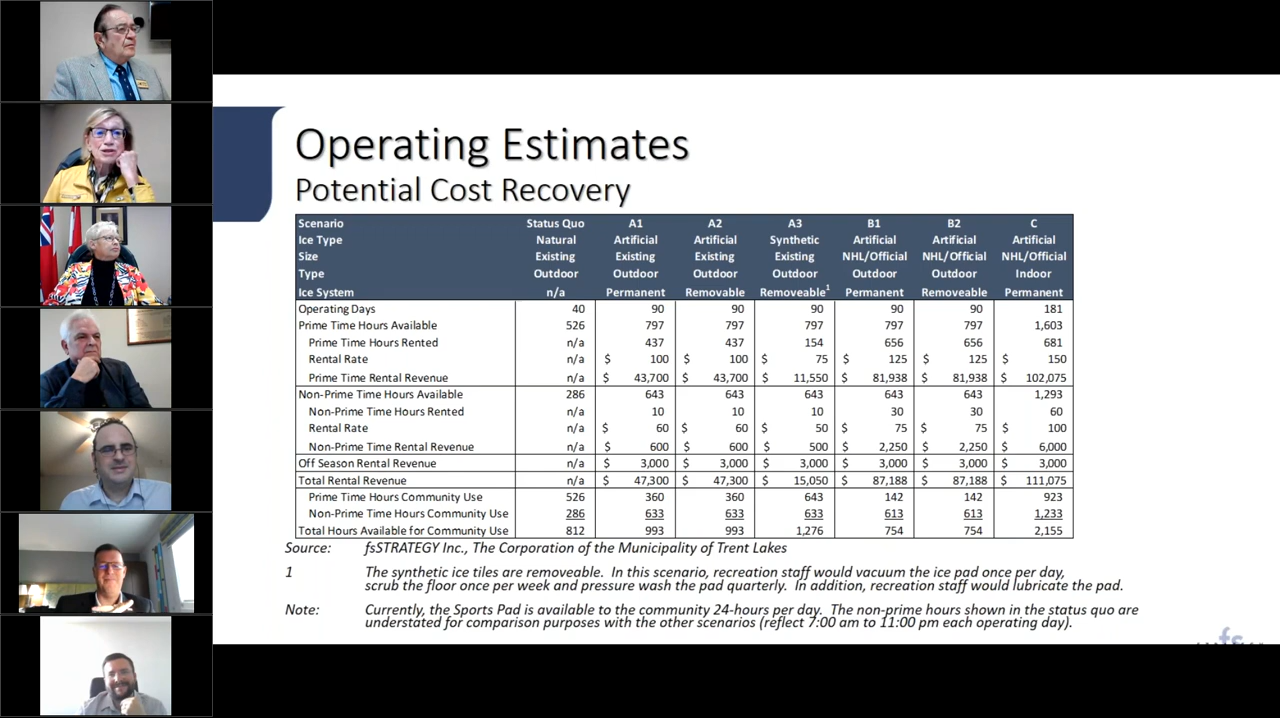 Operating Estimates
Potential Cost Recovery
Scenario Status Quo A1 A2 A3 B1 B2 C
Ice Type Natural Artificial Artificial Synthetic Artificial Artificial Artificial
Size Existing Existing Existing Existing NHL/Official NHL/Official NHL/Official
Type Outdoor Outdoor Outdoor Outdoor Outdoor Outdoor Indoor
Ice System n/a Permanent Removable Removeable1 Permanent Removeable Permanent
Operating Days 40 90 90 90 90 90 181
Prime Time Hours Available 526 797 797 797 797 797 1,603
Prime Time Hours Rented n/a 437 437 154 656 656 681
Rental Rate n/a $ 100 $ 100 $ 75 $ 125 $ 125 $ 150
Prime Time Rental Revenue n/a $ 43,700 $ 43,700 $ 11,550 $ 81,938 $ 81,938 $ 102,075
Non-Prime Time Hours Available 286 643 643 643 643 643 1,293
Non-Prime Time Hours Rented n/a 10 10 10 30 30 60
Rental Rate n/a $ 60 $ 60 $ 50 $ 75 $ 75 $ 100
Non-Prime Time Rental Revenue n/a $ 600 $ 600 $ 500 $ 2,250 $ 2,250 $ 6,000
Off Season Rental Revenue n/a $ 3,000 $ 3,000 $ 3,000 $ 3,000 $ 3,000 $ 3,000
Total Rental Revenue n/a $ 47,300 $ 47,300 $ 15,050 $ 87,188 $ 87,188 $ 111,075
Prime Time Hours Community Use 526 360 360 643 142 142 923
Non-Prime Time Hours Community Use 286 633 633 633 613 613 1,233
Total Hours Available for Community Use 812 993 993 1,276 754 754 2,155
Source: fsSTRATEGY Inc., The Corporation of the Municipality of Trent Lakes
1 The synthetic ice tiles are removeable. In this scenario, recreation staff would vacuum the ice pad once per day,
scrub the floor once per week and pressure wash the pad quarterly. In addition, recreation staff would lubricate the pad.
Note: Currently, the Sports Pad is available to the community 24-hours per day. The non-prime hours shown in the status quo are
understated for comparison purposes with the other scenarios (reflect 7:00 am to 11:00 pm each operating day).
fs